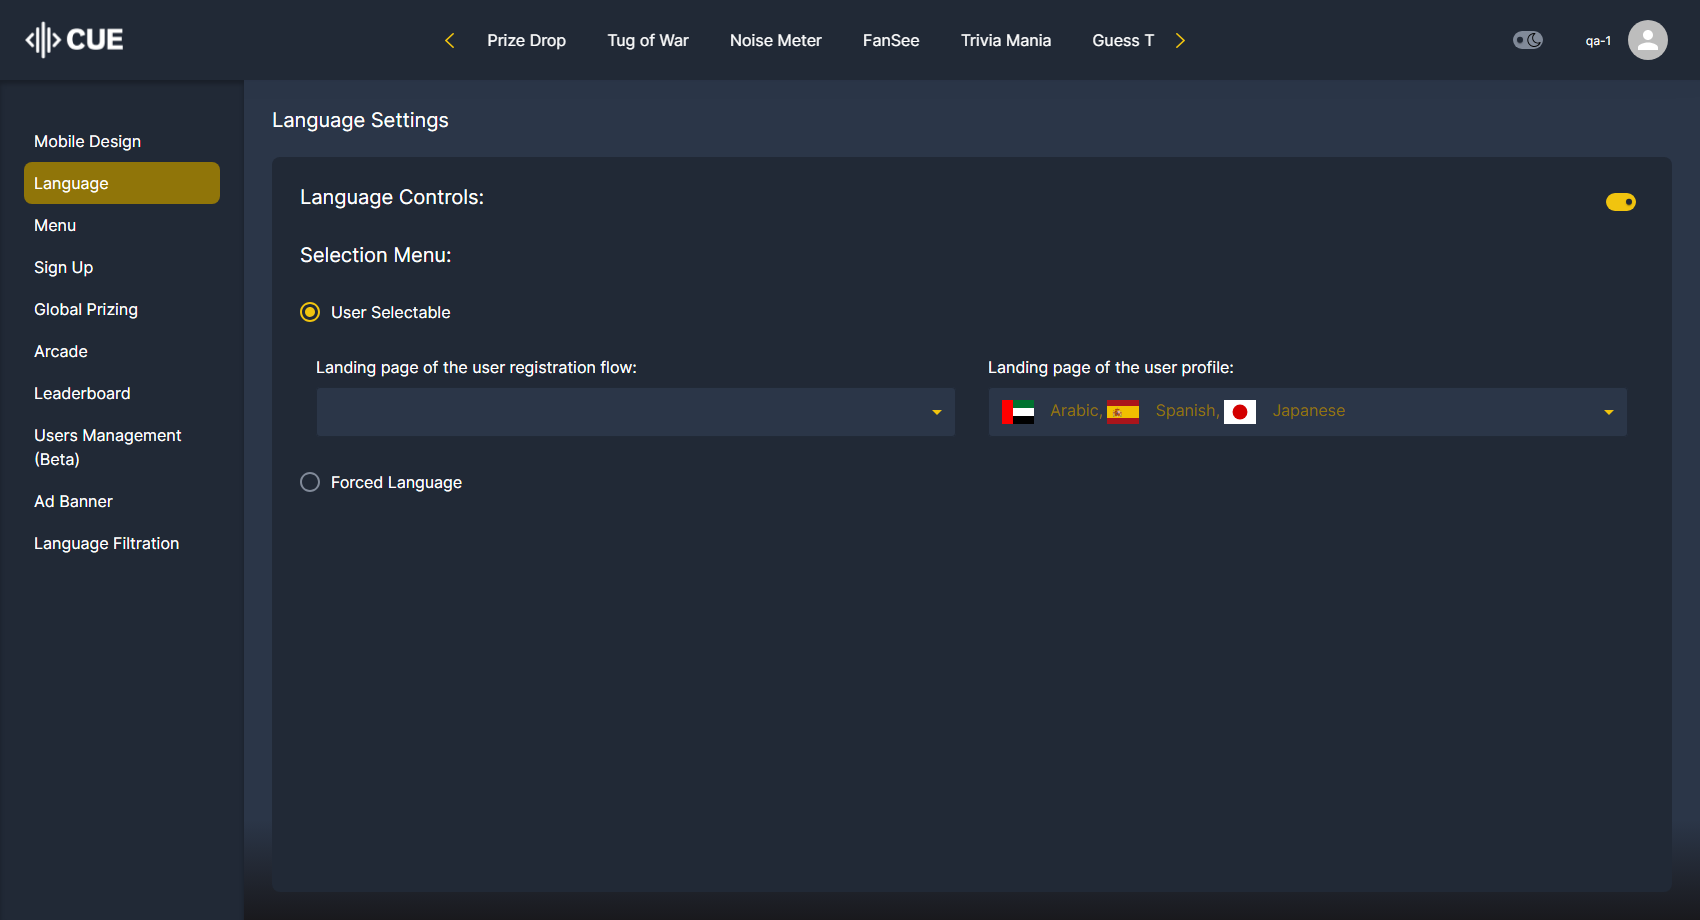 CUE
Prize Drop
Tug of War
Noise Meter
FanSee
Trivia Mania
Guess T
qa-1
Mobile Design
Language
Menu
Sign Up
Global Prizing
Arcade
Leaderboard
Users Management
(Beta)
Ad Banner
Language Filtration
Language Settings
Language Controls:
Selection Menu:
User Selectable
Landing page of the user registration flow:
Landing page of the user profile:
Arabic, Spanish, Japanese
Forced Language